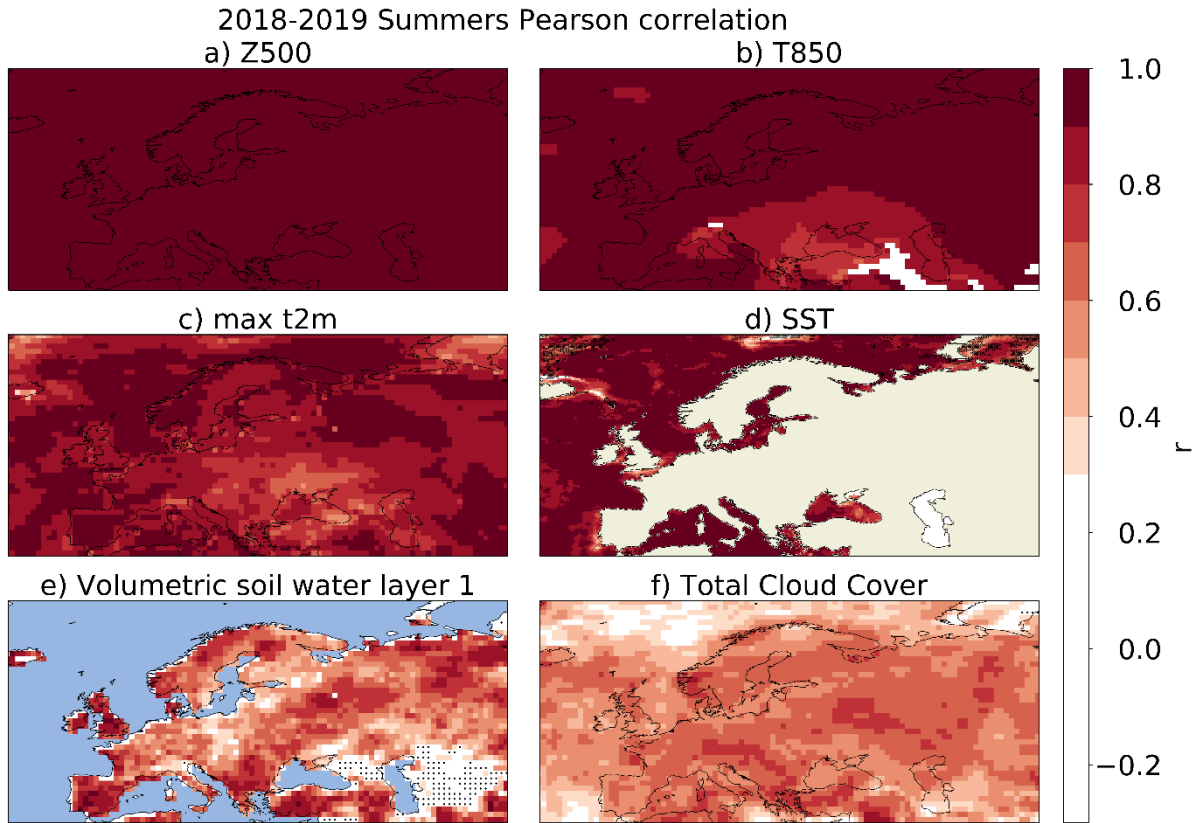 2018-2019 Summers Pearson correlation
a) Z500
b) T850
c) max t2m
d) SST
e) Volumetric soil water layer 1
f) Total Cloud Cover
1.0
0.8
0.6
0.4
0.2
0.0
−0.2
r